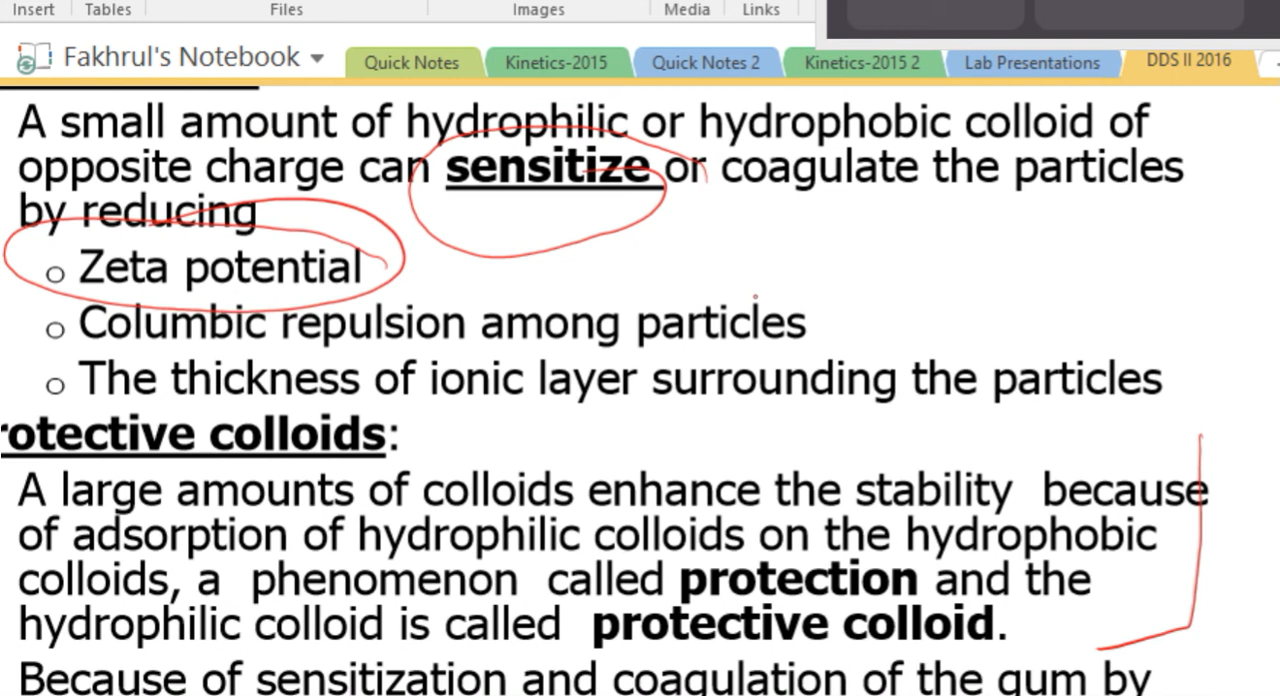 Insert Tables Files Images Media Links
Fakhrul's Notebook Quick Notes Kinetics-2015 Quick Notes 2 Kinetics-2015 2 Lab Presentations DDS II 2016
A small amount of hydrophilic or hydrophobic colloid of
opposite charge can sensitize or coagulate the particles
by reducing
o Zeta potential
o Columbic repulsion among particles
o The thickness of ionic layer surrounding the particles
rotective colloids:
A large amounts of colloids enhance the stability because
of adsorption of hydrophilic colloids on the hydrophobic
colloids, a phenomenon called protection and the
hydrophilic colloid is called protective colloid.
Because of sensitization and coagulation of the gum by